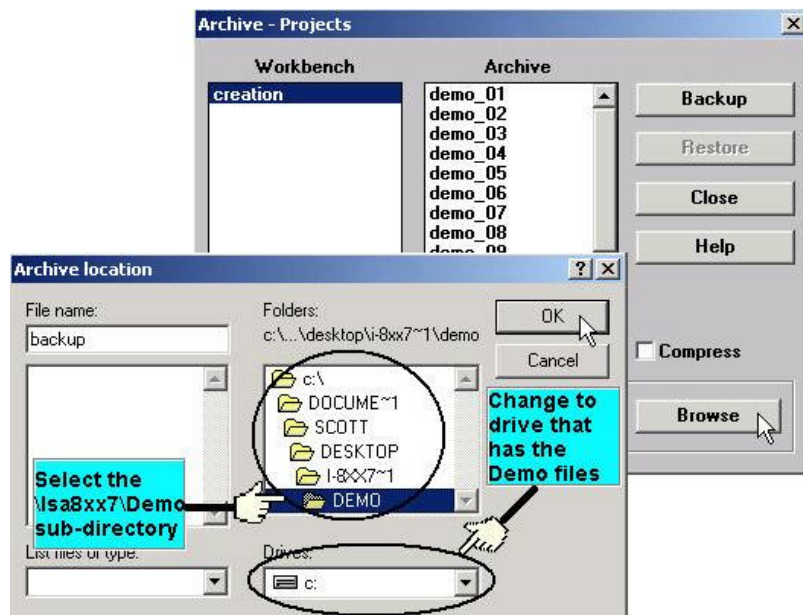 Archive - Projects
Workbench
Archive
creation
demo_01
demo_02
demo_03
demo_04
demo_05
demo_06
demo_07
demo_08
demo_09
Backup
Restore
Close
Help
Compress
Browse
Archive location
File name:
backup
Folders:
c:\...\desktop\i-8xx7~1\demo
c:\
DOCUME~1
SCOTT
DESKTOP
I-8XX7~1
DEMO
OK
Cancel
Change to
drive that
has the
Demo files
Select the
\Isa8xx7\Demo
sub-directory
List files of type:
Drives:
c: